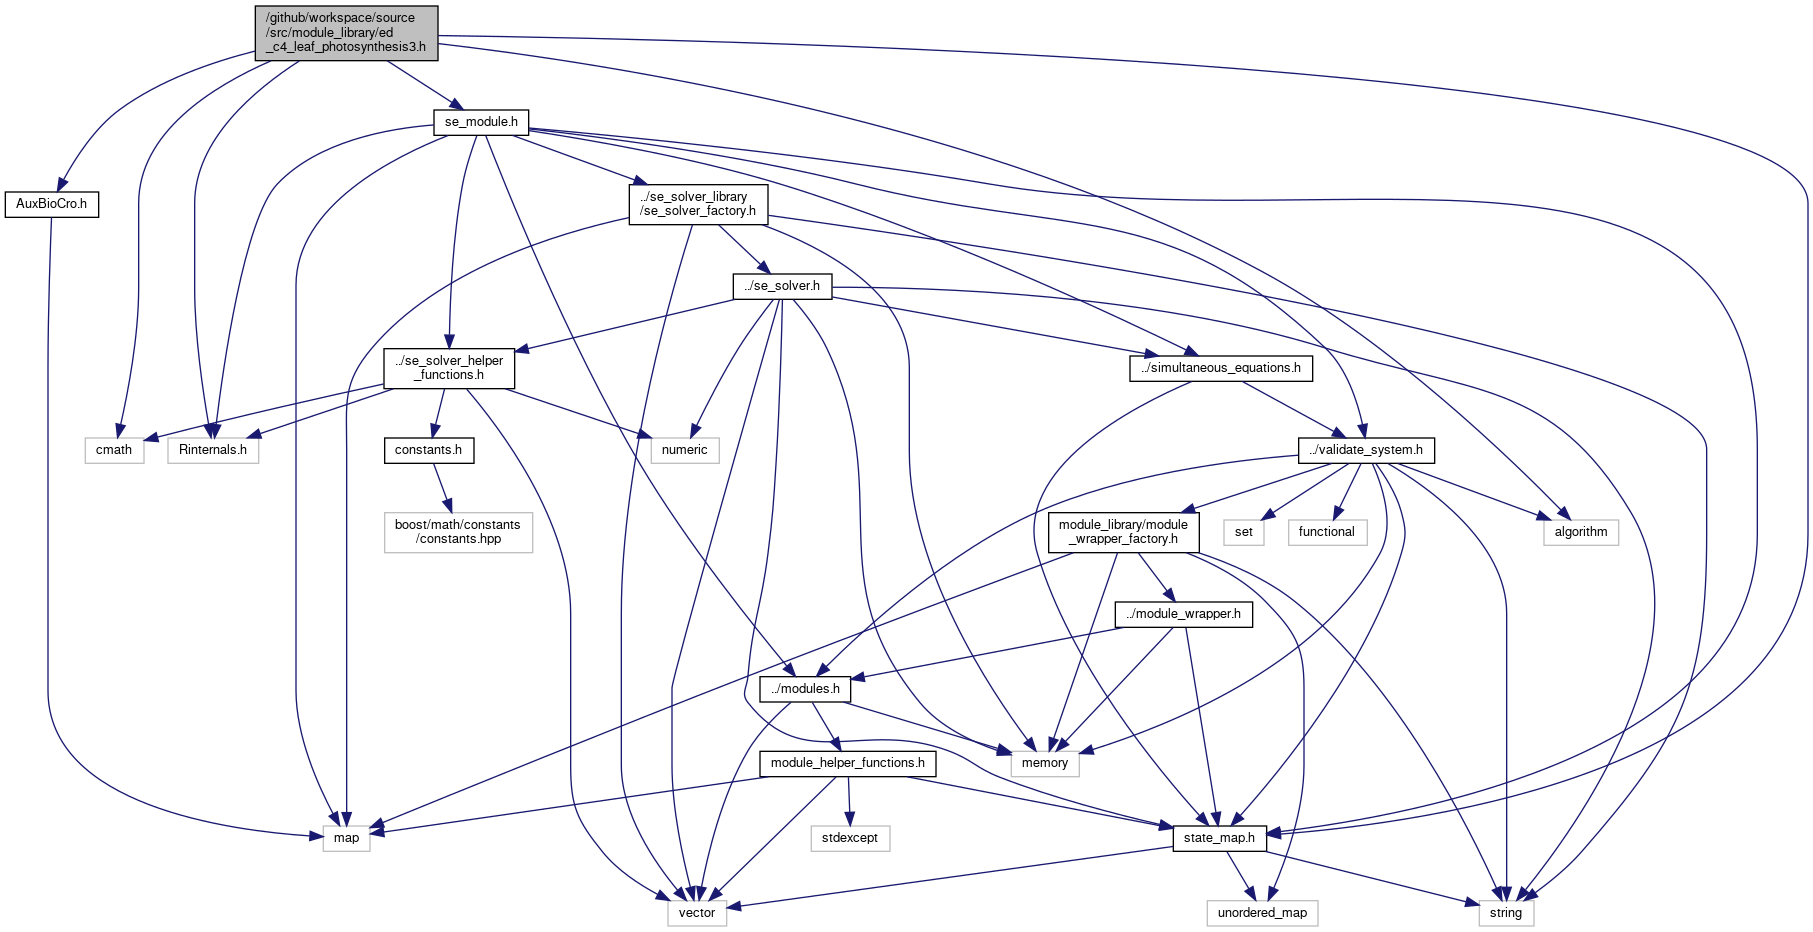 /github/workspace/source
/src/module_library/ed
_c4_leaf_photosynthesis3.h
se_module.h
AuxBioCro.h
../se_solver_library
/se_solver_factory.h
../se_solver.h
../se_solver_helper
_functions.h
../simultaneous_equations.h
cmath
Rinternals.h
constants.h
numeric
../validate_system.h
boost/math/constants
/constants.hpp
module_library/module
_wrapper_factory.h
set
functional
algorithm
../module_wrapper.h
../modules.h
module_helper_functions.h
memory
map
stdexcept
state_map.h
vector
unordered_map
string